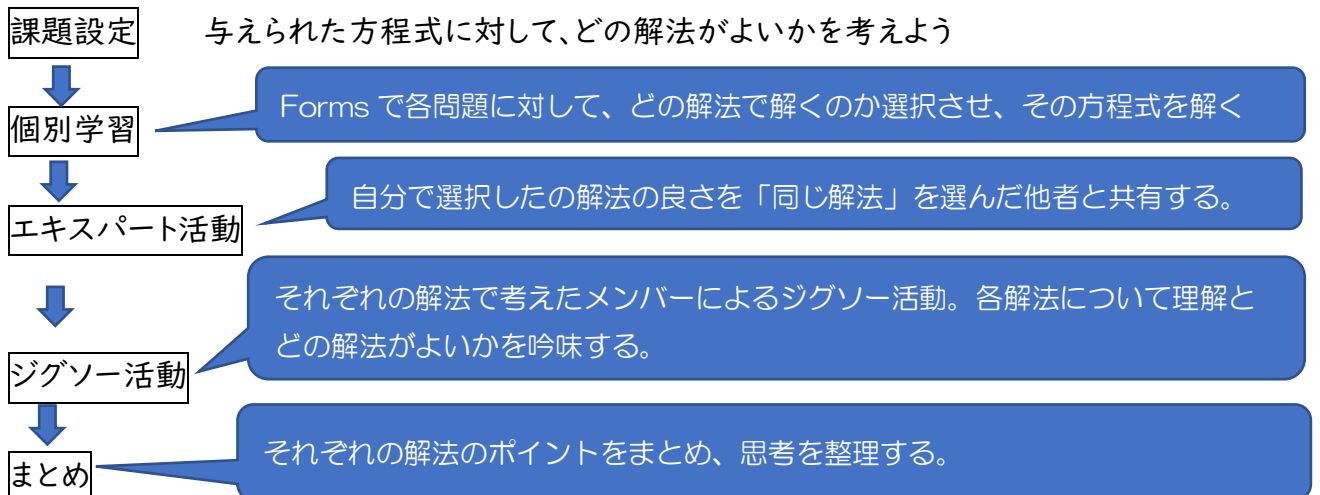 課題設定　与えられた方程式に対して、どの解法がよいかを考えよう
Forms で各問題に対して、どの解法で解くのか選択させ、その方程式を解く
個別学習
自分で選択したの解法の良さを「同じ解法」を選んだ他者と共有する。
エキスパート活動
それぞれの解法で考えたメンバーによるジグソー活動。各解法について理解と
どの解法がよいかを吟味する。
ジグソー活動
それぞれの解法のポイントをまとめ、思考を整理する。
まとめ